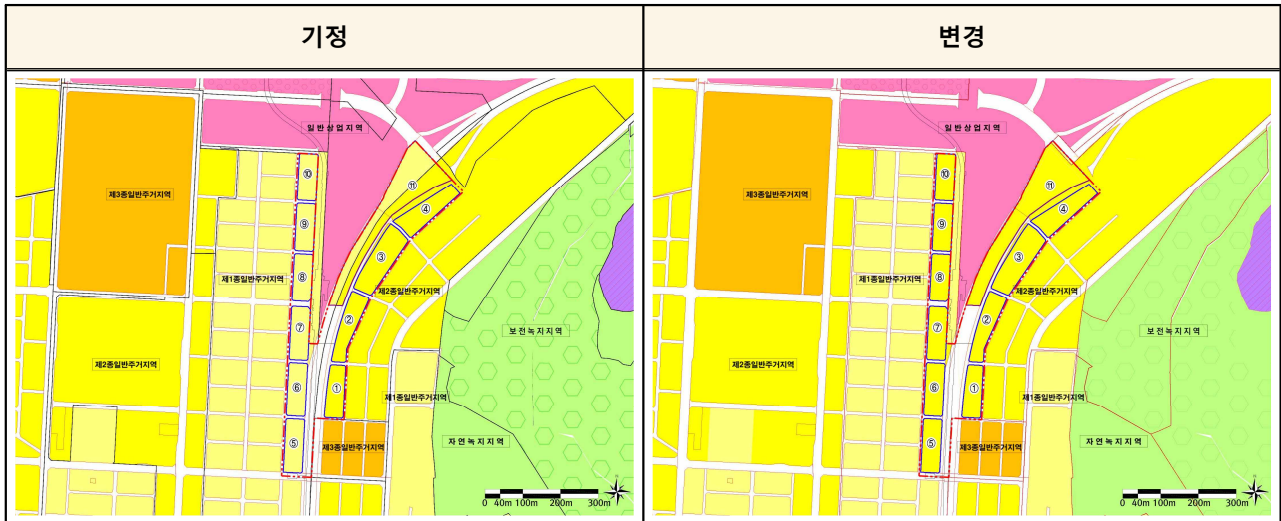 기정
변경
일반상업지역
⑩
⑪
제3종일반주거지역
④
⑨
③
제1종일반주거지역
⑧
제2종일반주거지역
②
⑦
보전녹지지역
제2종일반주거지역
⑥
①
제1종일반주거지역
⑤
제3종일반주거지역
자연녹지지역
0 40m 100m 200m 300m
일반상업지역
⑩
⑪
제3종일반주거지역
④
⑨
③
제1종일반주거지역
⑧
제2종일반주거지역
②
⑦
보전녹지지역
제2종일반주거지역
⑥
①
제1종일반주거지역
⑤
제3종일반주거지역
자연녹지지역
0 40m 100m 200m 300m